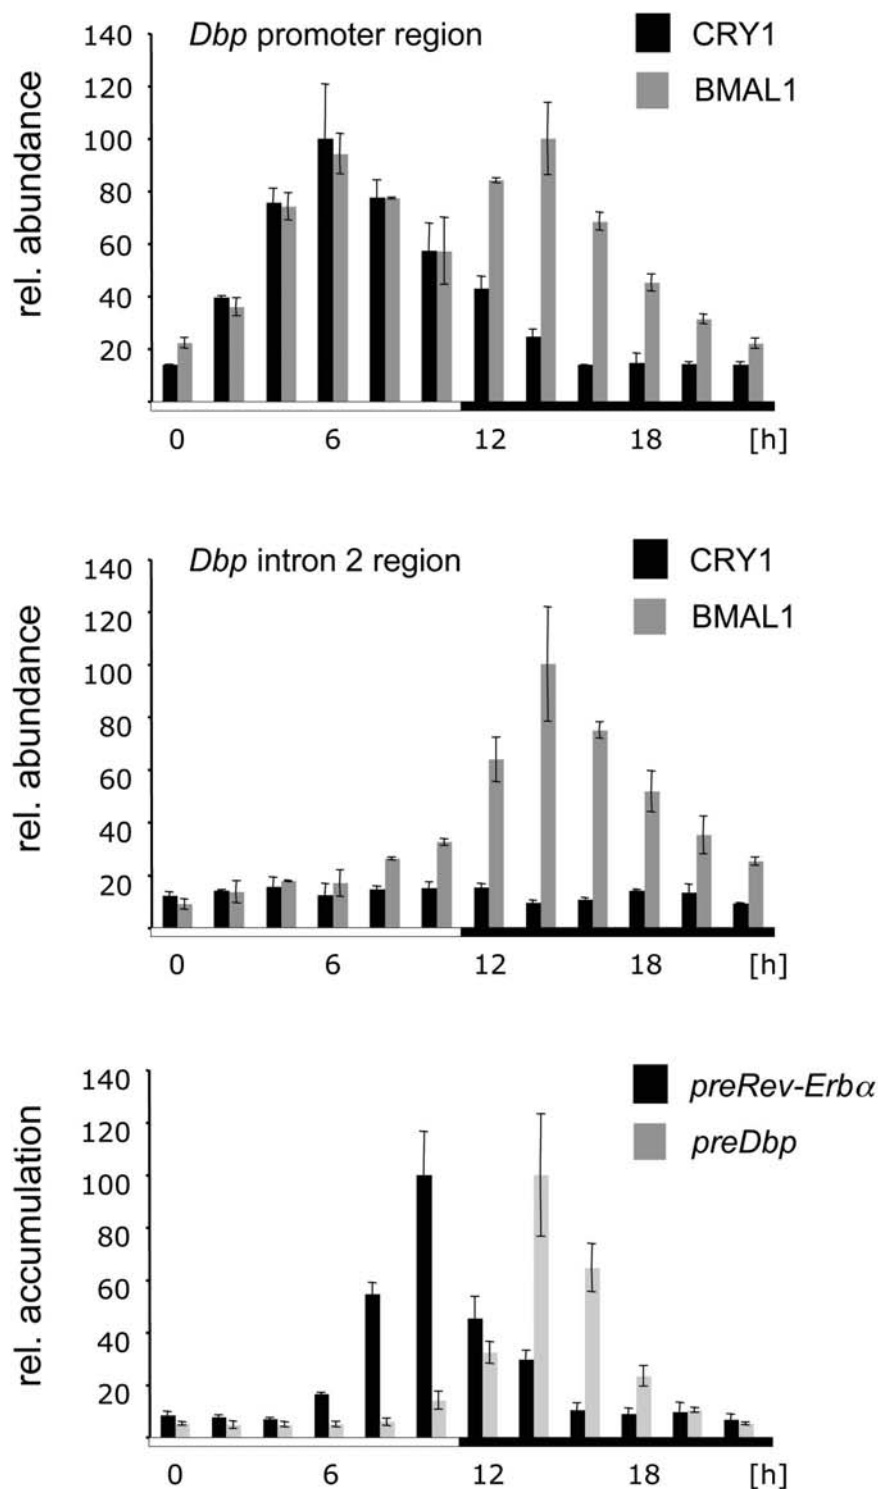 Dbp promoter region
CRY1
BMAL1
rel. abundance
140
120
100
80
60
40
20
0 6 12 18 [h]
Dbp intron 2 region
CRY1
BMAL1
rel. abundance
140
120
100
80
60
40
20
0 6 12 18 [h]
preRev-Erbα
preDbp
rel. accumulation
140
120
100
80
60
40
20
0 6 12 18 [h]